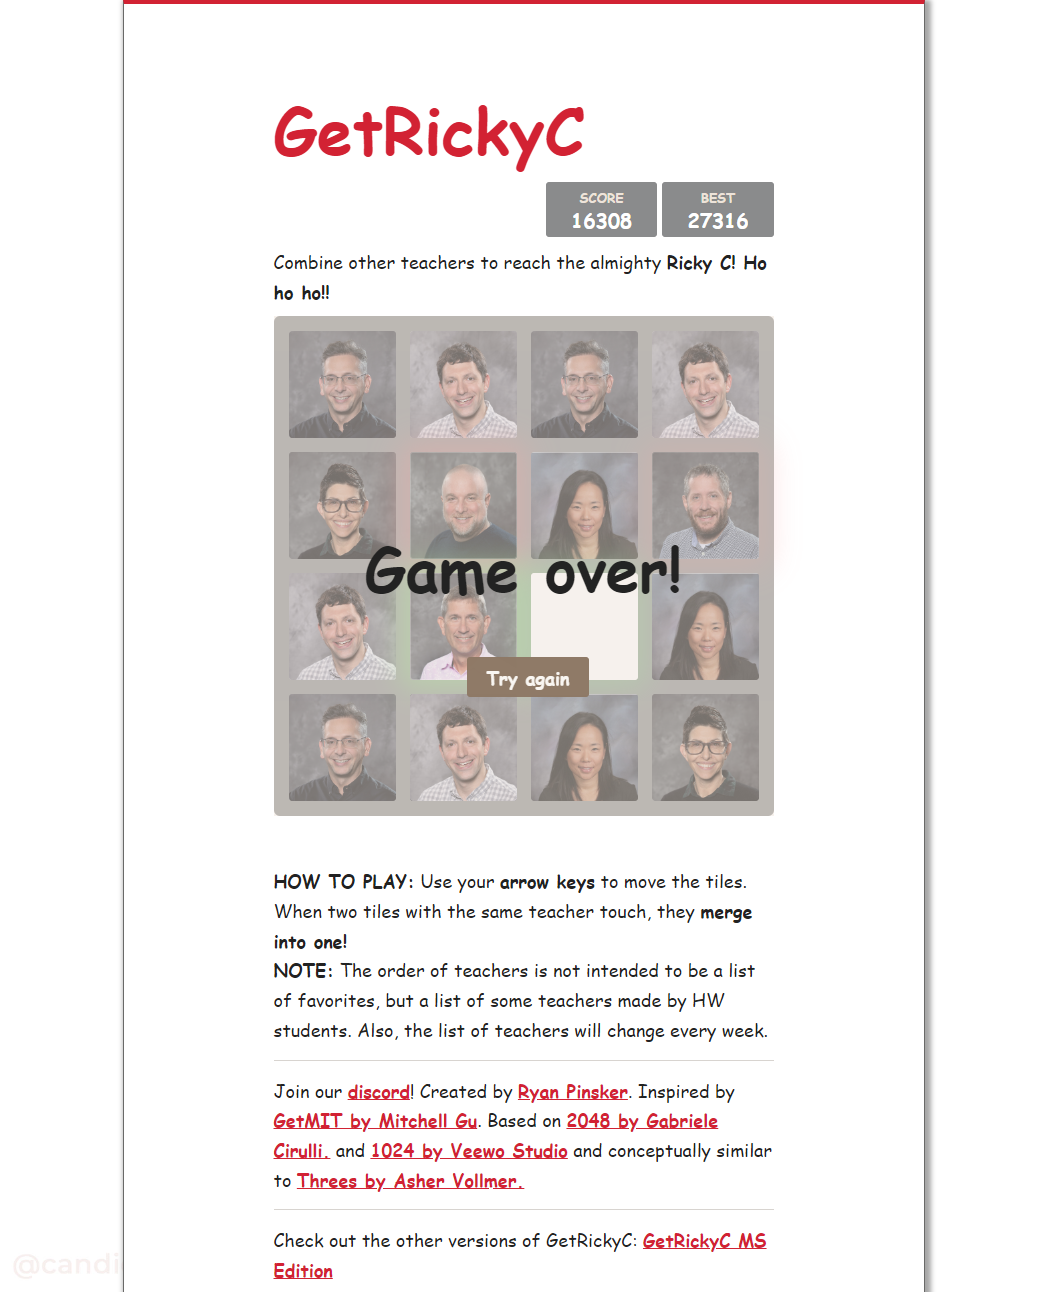 GetRickyC
SCORE
16308
BEST
27316
Combine other teachers to reach the almighty Ricky C! Ho
ho ho!!
Game over!
Try again
HOW TO PLAY: Use your arrow keys to move the tiles.
When two tiles with the same teacher touch, they merge
into one!
NOTE: The order of teachers is not intended to be a list
of favorites, but a list of some teachers made by HW
students. Also, the list of teachers will change every week.
Join our discord! Created by Ryan Pinsker. Inspired by
GetMIT by Mitchell Gu. Based on 2048 by Gabriele
Cirulli. and 1024 by Veewo Studio and conceptually similar
to Threes by Asher Vollmer.
Check out the other versions of GetRickyC: GetRickyC MS
Edition